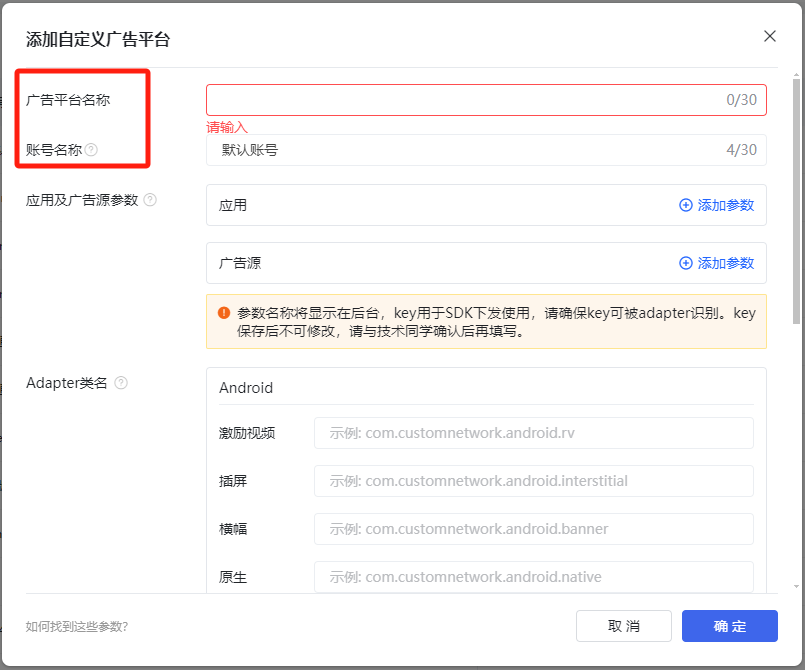 添加自定义广告平台
广告平台名称
0/30
请输入
账号名称
默认账号
4/30
应用及广告源参数
应用
添加参数
广告源
添加参数
参数名称将显示在后台，key用于SDK下发使用，请确保key可被adapter识别。key
保存后不可修改，请与技术同学确认后再填写。
Adapter类名
Android
激励视频
示例: com.customnetwork.android.rv
插屏
示例: com.customnetwork.android.interstitial
横幅
示例: com.customnetwork.android.banner
原生
示例: com.customnetwork.android.native
如何找到这些参数?
取消
确定